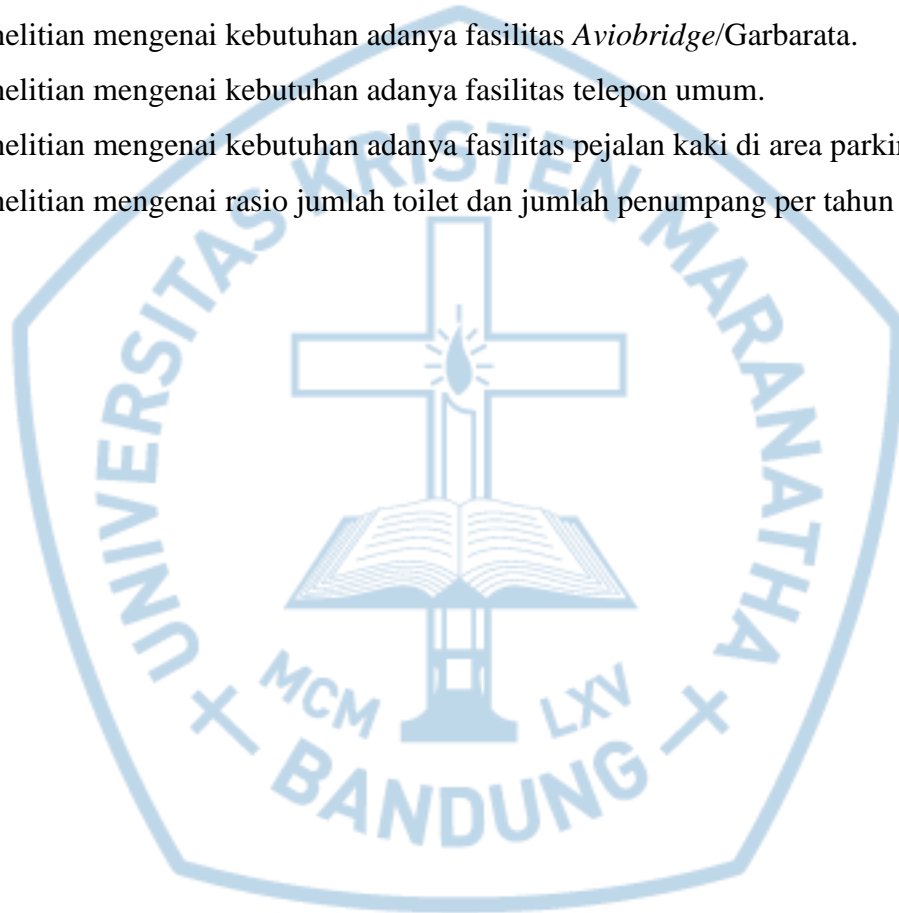 nelitian mengenai kebutuhan adanya fasilitas Aviobridge/Garbarata.
nelitian mengenai kebutuhan adanya fasilitas telepon umum.
nelitian mengenai kebutuhan adanya fasilitas pejalan kaki di area parkir
nelitian mengenai rasio jumlah toilet dan jumlah penumpang per tahun
UNIVERSITAS KRISTEN MARANATHA
MCM LXV
BANDUNG